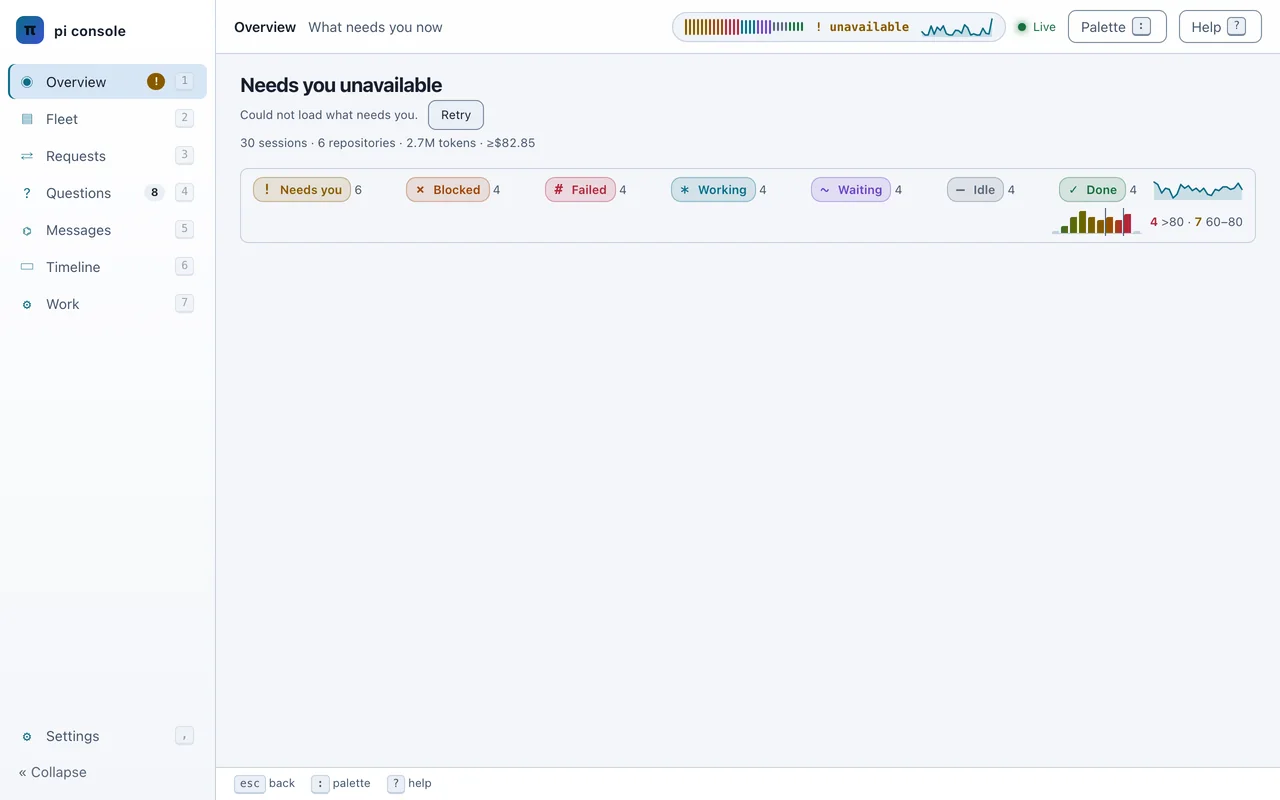 π pi console
Overview ! 1
Fleet 2
Requests 3
? Questions 8 4
Messages 5
Timeline 6
Work 7
Settings ,
« Collapse
Overview What needs you now ! unavailable Live Palette : Help ?
Needs you unavailable
Could not load what needs you. Retry
30 sessions · 6 repositories · 2.7M tokens · ≥$82.85
! Needs you 6 × Blocked 4 # Failed 4 * Working 4 ~ Waiting 4 – Idle 4 ✓ Done 4
4 >80 · 7 60–80
esc back : palette ? help